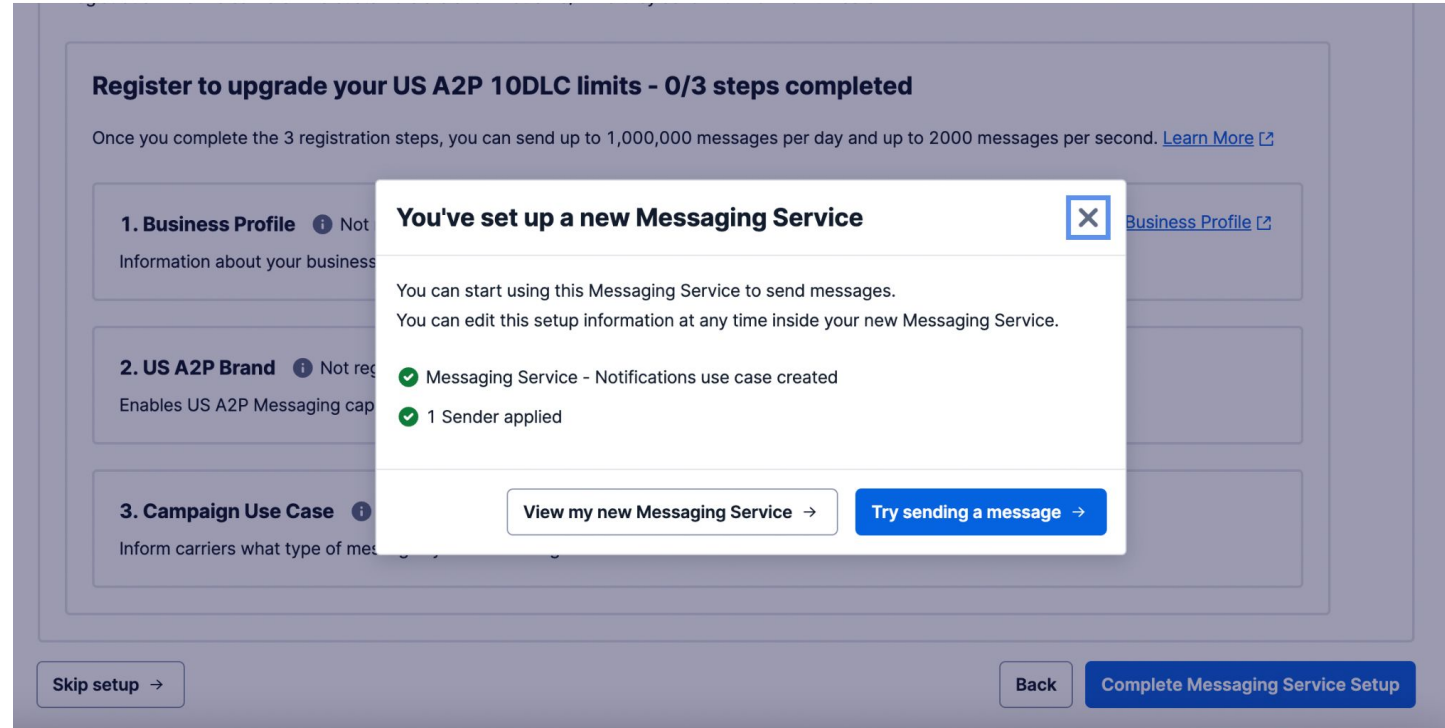 Register to upgrade your US A2P 10DLC limits - 0/3 steps completed
Once you complete the 3 registration steps, you can send up to 1,000,000 messages per day and up to 2000 messages per second. Learn More
1. Business Profile Not
Business Profile
Information about your business
You've set up a new Messaging Service
You can start using this Messaging Service to send messages.
You can edit this setup information at any time inside your new Messaging Service.
2. US A2P Brand Not reg
Messaging Service - Notifications use case created
Enables US A2P Messaging cap
1 Sender applied
3. Campaign Use Case
View my new Messaging Service →
Try sending a message →
Inform carriers what type of mes
Skip setup →
Back
Complete Messaging Service Setup